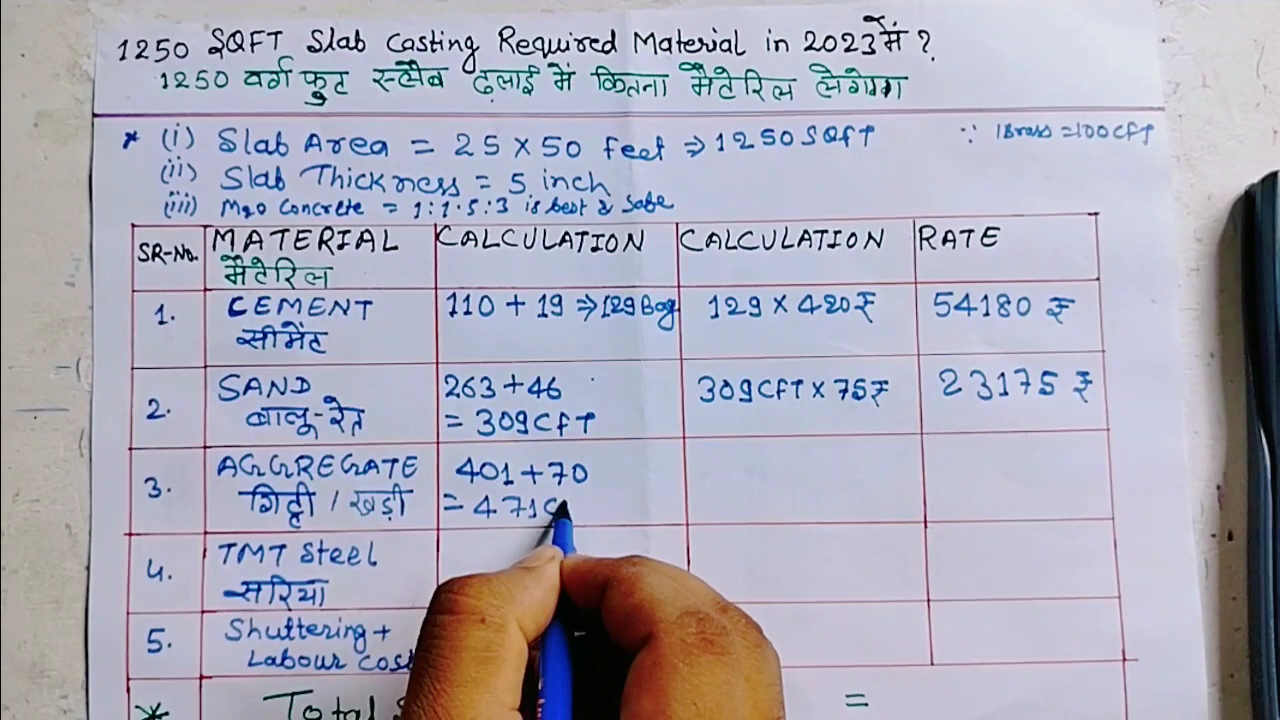 1250 SQFT Slab Casting Required Material in 2023 में ?
1250 वर्ग फुट स्लैब ढ़लाई में कितना मैटेरिल लगेगा
* (i) Slab Area = 25 × 50 feet ⇒ 1250 SQFT ∵ 1Brass = 100 CFT
(ii) Slab Thickness = 5 inch
(iii) M20 Concrete = 1:1.5:3 is best & Safe
SR-No. MATERIAL CALCULATION CALCULATION RATE
मैटेरिल
1. CEMENT 110 + 19 ⇒ 129 Bag 129 × 420 ₹ 54180 ₹
सीमेंट
2. SAND 263 + 46 309 CFT × 75 ₹ 23175 ₹
बालू-रेत = 309 CFT
3. AGGREGATE 401 + 70
गिट्टी / खड़ी = 471C
4. TMT Steel
सरिया
5. Shuttering +
Labour Cos
* Total =